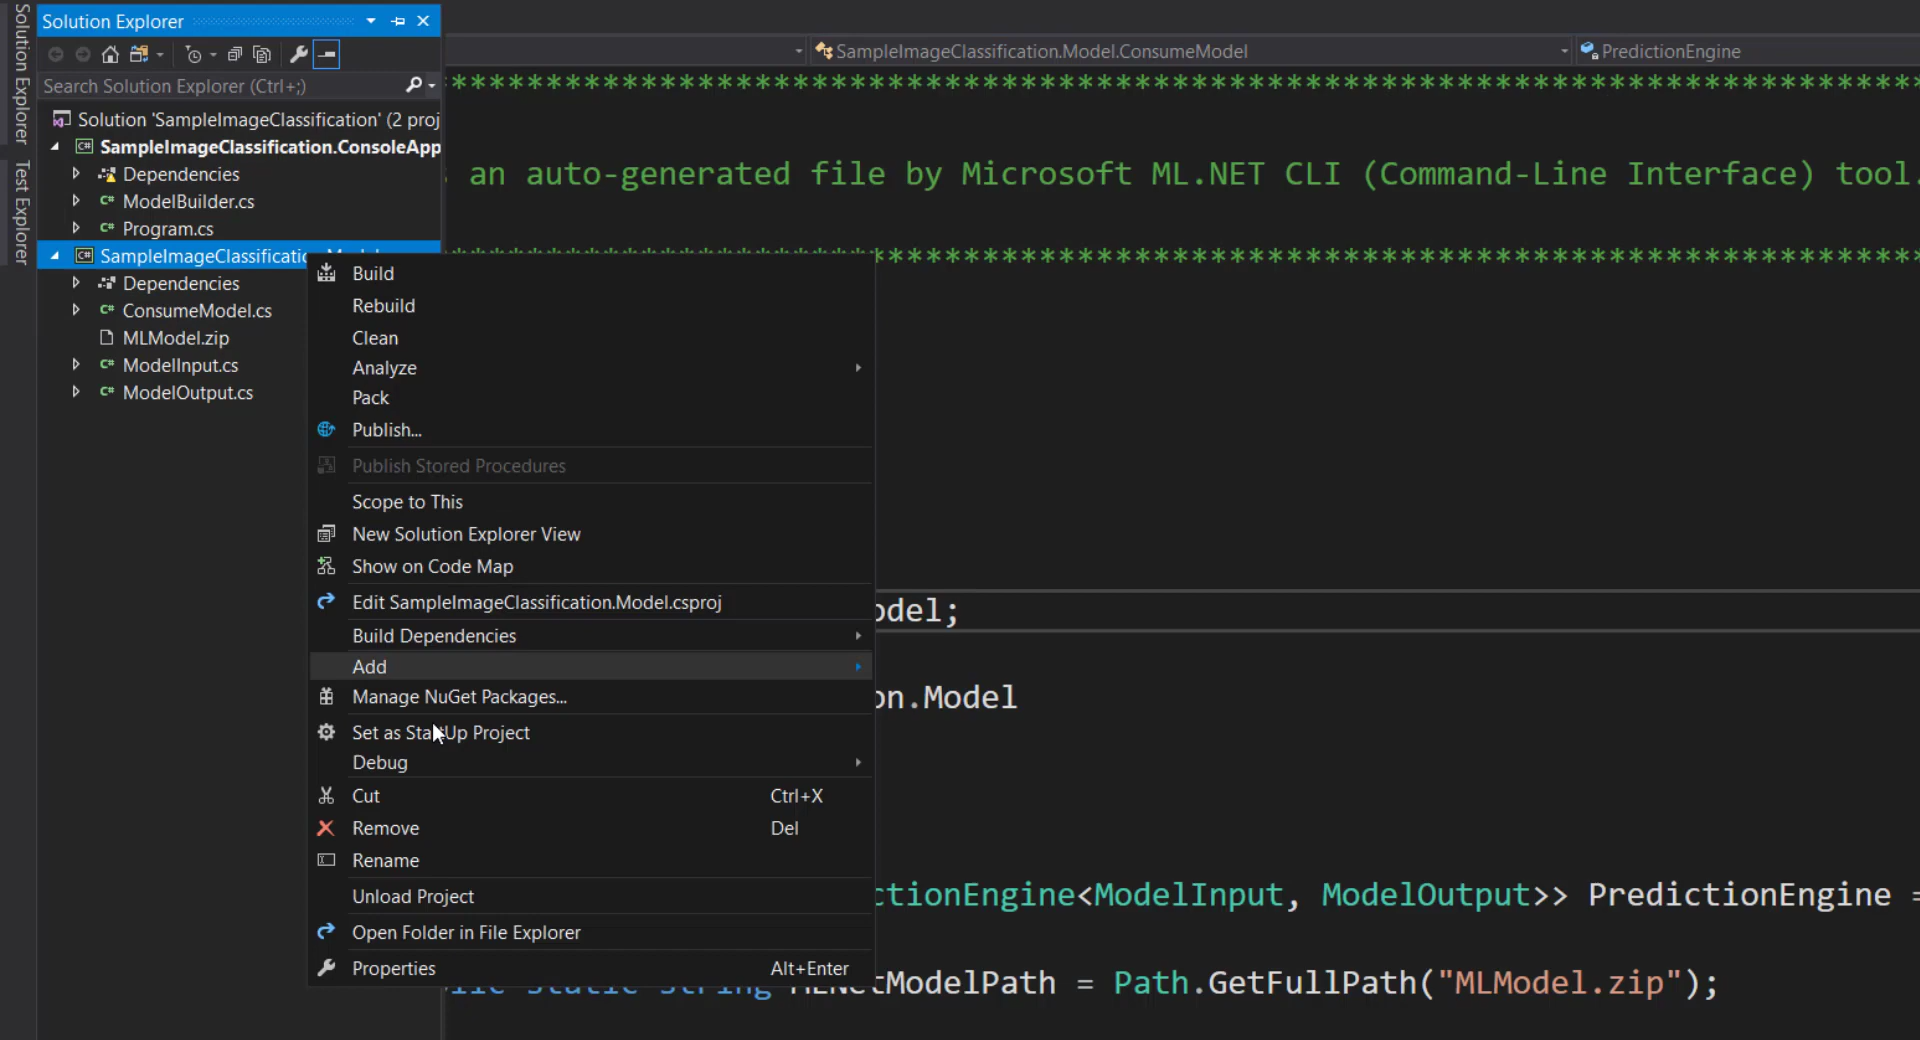 Solution Explorer
Test Explorer
Solution Explorer
Search Solution Explorer (Ctrl+;)
Solution 'SampleImageClassification' (2 proj
SampleImageClassification.ConsoleApp
Dependencies
ModelBuilder.cs
Program.cs
SampleImageClassificatio
Dependencies
ConsumeModel.cs
MLModel.zip
ModelInput.cs
ModelOutput.cs
Build
Rebuild
Clean
Analyze
Pack
Publish...
Publish Stored Procedures
Scope to This
New Solution Explorer View
Show on Code Map
Edit SampleImageClassification.Model.csproj
Build Dependencies
Add
Manage NuGet Packages...
Set as StartUp Project
Debug
Cut Ctrl+X
Remove Del
Rename
Unload Project
Open Folder in File Explorer
Properties Alt+Enter
SampleImageClassification.Model.ConsumeModel
PredictionEngine
******************************************************************************
an auto-generated file by Microsoft ML.NET CLI (Command-Line Interface) tool.
******************************************************************************
odel;
on.Model
ctionEngine<ModelInput, ModelOutput>> PredictionEngine =
static string MLNetModelPath = Path.GetFullPath("MLModel.zip");